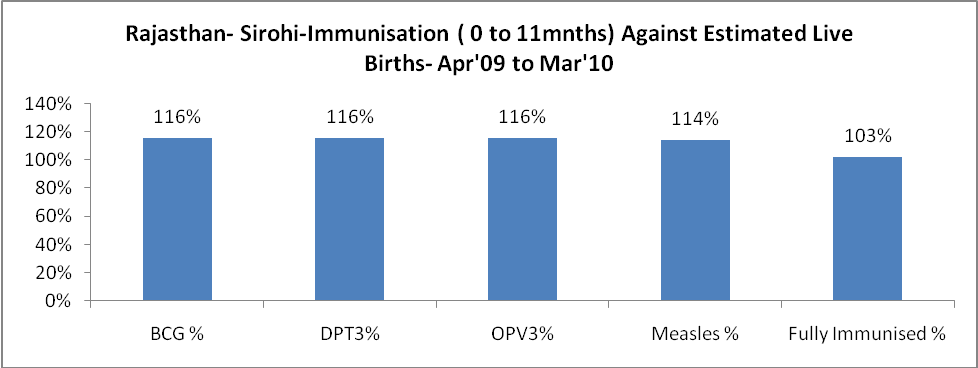 Rajasthan- Sirohi-Immunisation ( 0 to 11mnths) Against Estimated Live
Births- Apr'09 to Mar'10
140%
120%
100%
80%
60%
40%
20%
0%
116%
116%
116%
114%
103%
BCG %
DPT3%
OPV3%
Measles %
Fully Immunised %